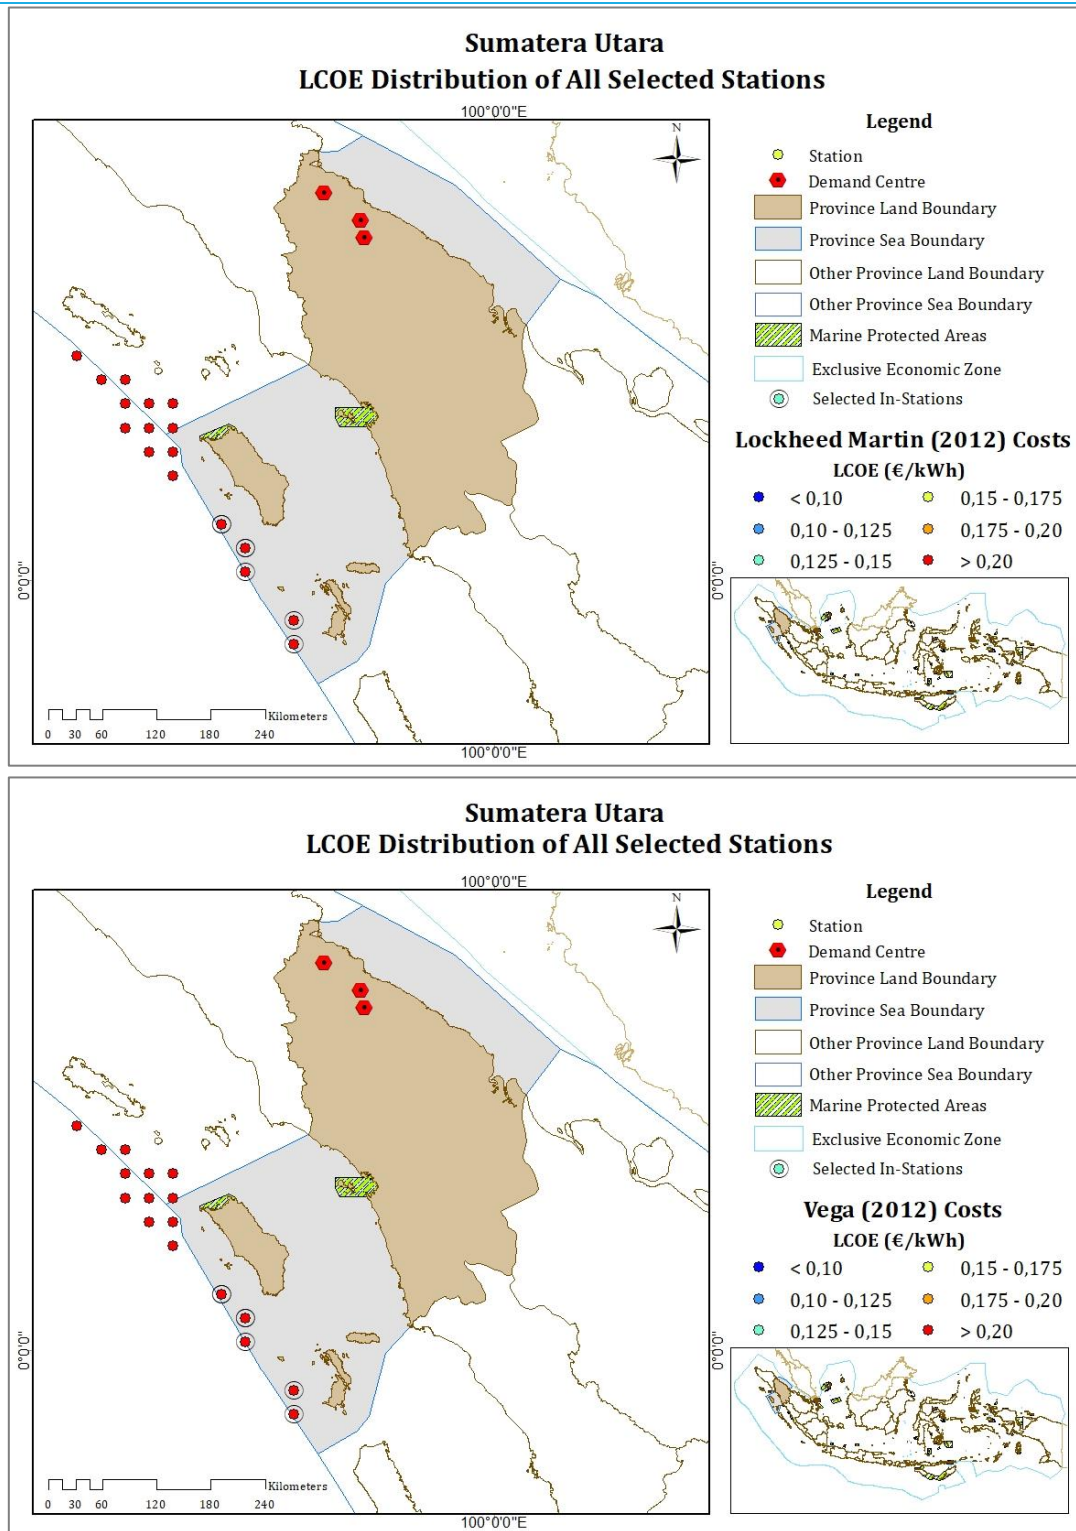 Sumatera Utara
LCOE Distribution of All Selected Stations
100°0'0"E
N
0°0'0"
0°0'0"
Kilometers
0 30 60 120 180 240
100°0'0"E
Legend
Station
Demand Centre
Province Land Boundary
Province Sea Boundary
Other Province Land Boundary
Other Province Sea Boundary
Marine Protected Areas
Exclusive Economic Zone
Selected In-Stations
Lockheed Martin (2012) Costs
LCOE (€/kWh)
< 0,10 0,15 - 0,175
0,10 - 0,125 0,175 - 0,20
0,125 - 0,15 > 0,20
Sumatera Utara
LCOE Distribution of All Selected Stations
100°0'0"E
N
0°0'0"
0°0'0"
Kilometers
0 30 60 120 180 240
100°0'0"E
Legend
Station
Demand Centre
Province Land Boundary
Province Sea Boundary
Other Province Land Boundary
Other Province Sea Boundary
Marine Protected Areas
Exclusive Economic Zone
Selected In-Stations
Vega (2012) Costs
LCOE (€/kWh)
< 0,10 0,15 - 0,175
0,10 - 0,125 0,175 - 0,20
0,125 - 0,15 > 0,20